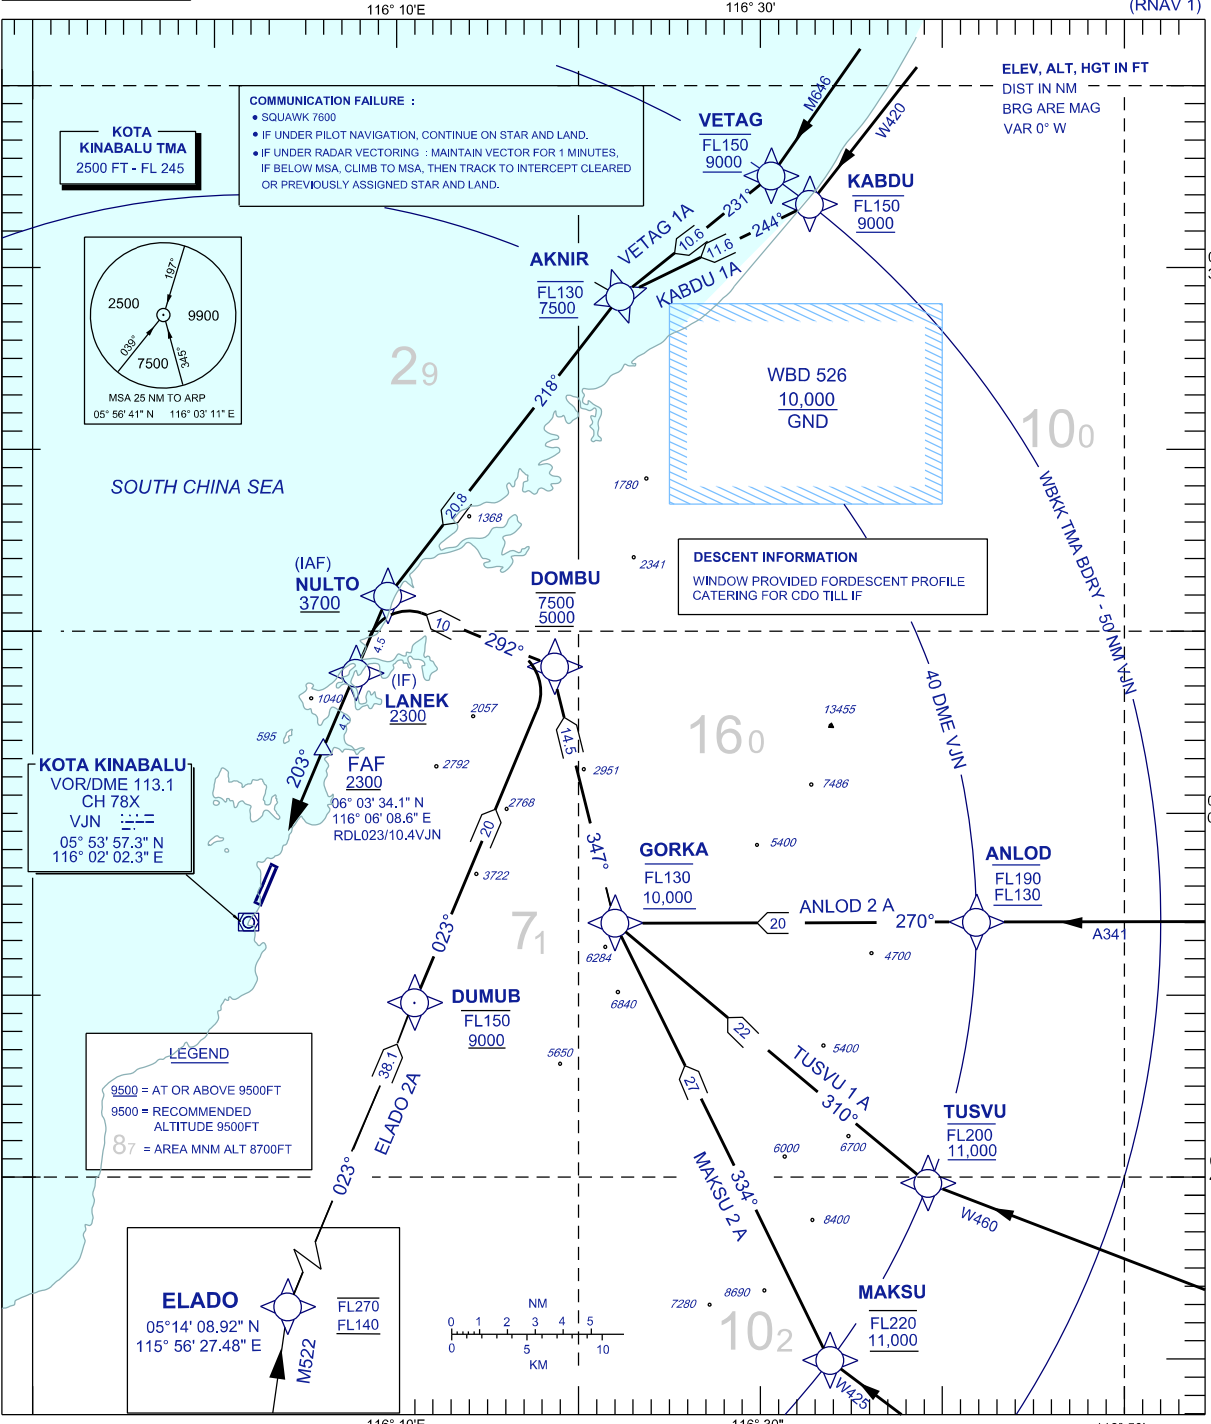 116° 10'E
116° 30'
(RNAV 1)
ELEV, ALT, HGT IN FT
DIST IN NM
BRG ARE MAG
VAR 0° W
KOTA
KINABALU TMA
2500 FT - FL 245
COMMUNICATION FAILURE :
• SQUAWK 7600
• IF UNDER PILOT NAVIGATION, CONTINUE ON STAR AND LAND.
• IF UNDER RADAR VECTORING : MAINTAIN VECTOR FOR 1 MINUTES,
IF BELOW MSA, CLIMB TO MSA, THEN TRACK TO INTERCEPT CLEARED
OR PREVIOUSLY ASSIGNED STAR AND LAND.
VETAG
FL150
9000
M646
W420
KABDU
FL150
9000
231°
244°
10.6
11.6
VETAG 1A
KABDU 1A
AKNIR
FL130
7500
197°
2500
9900
039°
345°
7500
MSA 25 NM TO ARP
05° 56' 41" N 116° 03' 11" E
29
218°
WBD 526
10,000
GND
100
SOUTH CHINA SEA
20.8
1368
1780
2341
WBKK TMA BDRY - 50 NM VJN
DESCENT INFORMATION
WINDOW PROVIDED FORDESCENT PROFILE
CATERING FOR CDO TILL IF
(IAF)
NULTO
3700
DOMBU
7500
5000
10
292°
4.5
(IF)
LANEK
2300
1040
2057
595
4.7
203°
FAF
2300
06° 03' 34.1" N
116° 06' 08.6" E
RDL023/10.4VJN
2792
2768
2951
14.5
160
13455
7486
40 DME VJN
KOTA KINABALU
VOR/DME 113.1
CH 78X
VJN
05° 53' 57.3" N
116° 02' 02.3" E
20
3722
347°
5400
GORKA
FL130
10,000
ANLOD
FL190
FL130
ANLOD 2 A
20
270°
A341
023°
71
6284
6840
4700
DUMUB
FL150
9000
5650
22
5400
TUSVU 1 A
310°
27
TUSVU
FL200
11,000
LEGEND
9500 = AT OR ABOVE 9500FT
9500 = RECOMMENDED
ALTITUDE 9500FT
87 = AREA MNM ALT 8700FT
38.1
ELADO 2A
023°
6000
6700
334°
MAKSU 2 A
8400
W460
ELADO
05°14' 08.92" N
115° 56' 27.48" E
FL270
FL140
M522
NM
0 1 2 3 4 5
0 5 10
KM
7280
8690
102
MAKSU
FL220
11,000
W425
116° 10'E
116° 30"